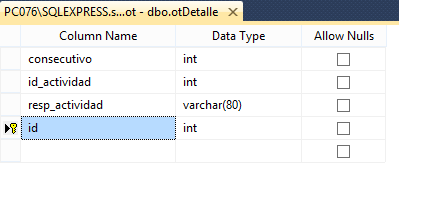 PC076\SQLEXPRESS.s...ot - dbo.otDetalle
Column Name Data Type Allow Nulls
consecutivo int
id_actividad int
resp_actividad varchar(80)
id int